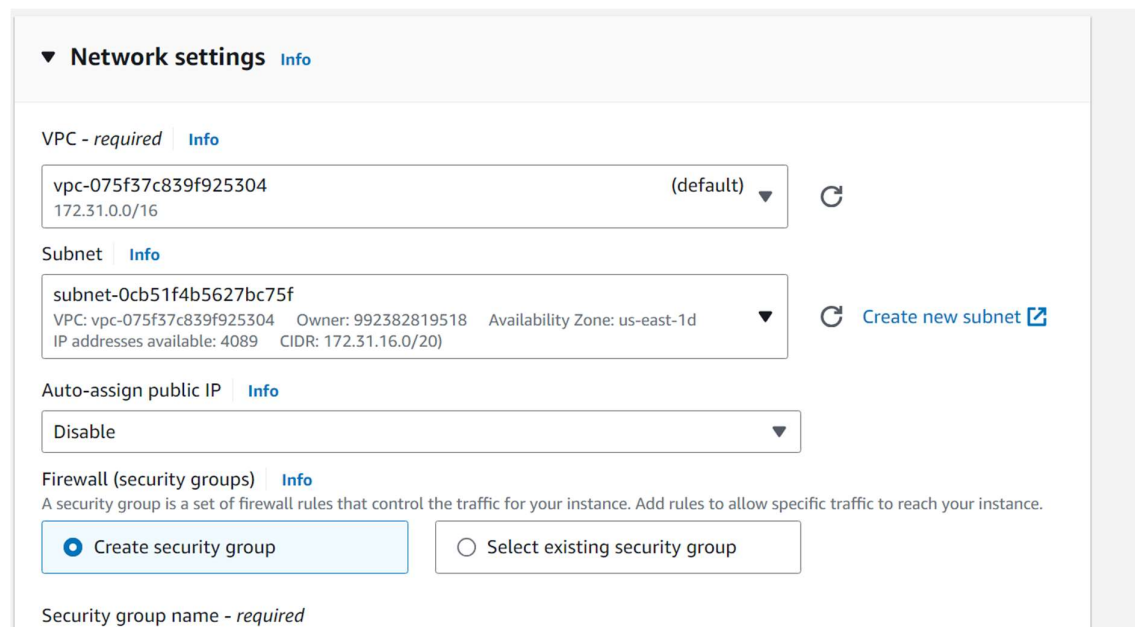 Network settings Info
VPC - required Info
vpc-075f37c839f925304 (default)
172.31.0.0/16
Subnet Info
subnet-0cb51f4b5627bc75f
VPC: vpc-075f37c839f925304 Owner: 992382819518 Availability Zone: us-east-1d
IP addresses available: 4089 CIDR: 172.31.16.0/20)
Create new subnet
Auto-assign public IP Info
Disable
Firewall (security groups) Info
A security group is a set of firewall rules that control the traffic for your instance. Add rules to allow specific traffic to reach your instance.
Create security group Select existing security group
Security group name - required